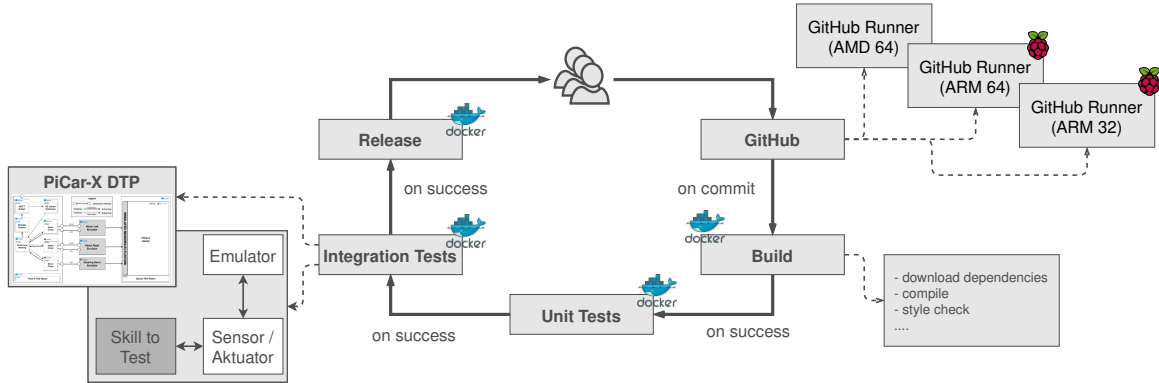 GitHub Runner
(AMD 64)
GitHub Runner
(ARM 64)
GitHub Runner
(ARM 32)
docker
Release
GitHub
on success
on commit
PiCar-X DTP
docker
docker
Integration Tests
Build
Emulator
docker
Unit Tests
on success
on success
- download dependencies
- compile
- style check
....
Skill to
Test
Sensor /
Aktuator